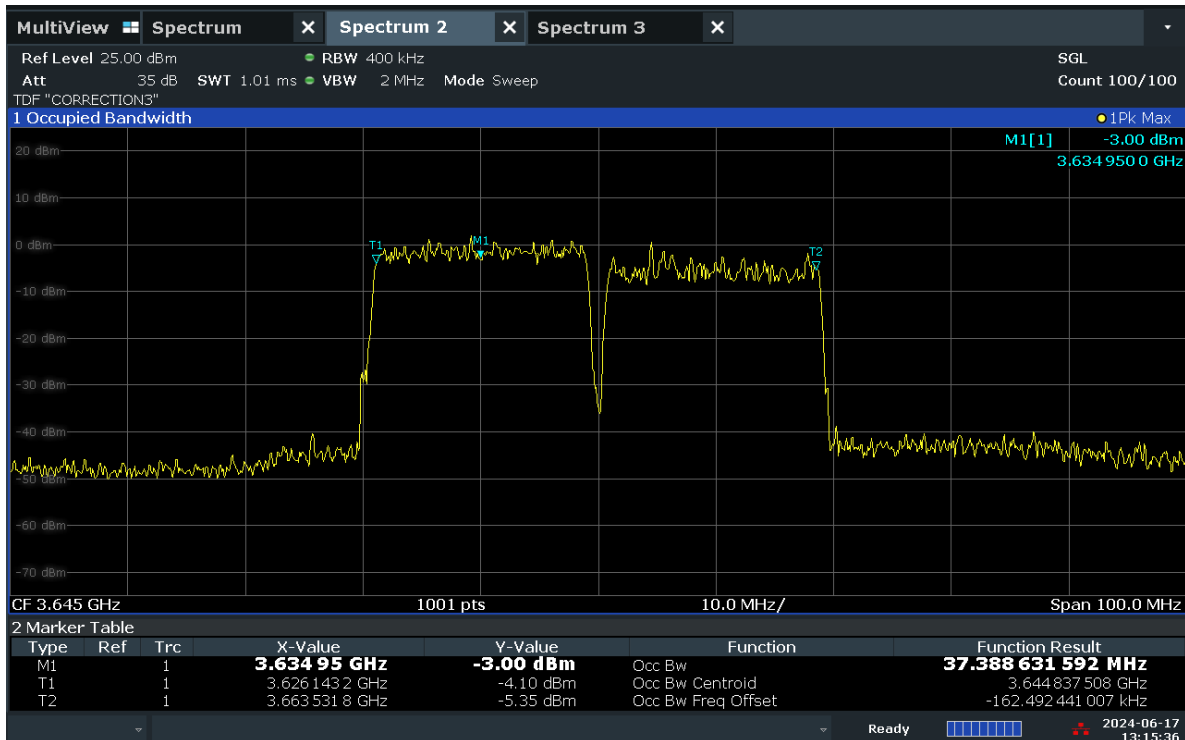 MultiView Spectrum X Spectrum 2 X Spectrum 3 X
Ref Level 25.00 dBm RBW 400 kHz SGL
Att 35 dB SWT 1.01 ms VBW 2 MHz Mode Sweep Count 100/100
TDF "CORRECTION3"
1 Occupied Bandwidth 1Pk Max
M1[1] -3.00 dBm
3.634 950 0 GHz
20 dBm
10 dBm
0 dBm
T1 M1 T2
-10 dBm
-20 dBm
-30 dBm
-40 dBm
-50 dBm
-60 dBm
-70 dBm
CF 3.645 GHz 1001 pts 10.0 MHz/ Span 100.0 MHz
2 Marker Table
Type Ref Trc X-Value Y-Value Function Function Result
M1 1 3.634 95 GHz -3.00 dBm Occ Bw 37.388 631 592 MHz
T1 1 3.626 143 2 GHz -4.10 dBm Occ Bw Centroid 3.644 837 508 GHz
T2 1 3.663 531 8 GHz -5.35 dBm Occ Bw Freq Offset -162.492 441 007 kHz
Ready 2024-06-17
13:15:36